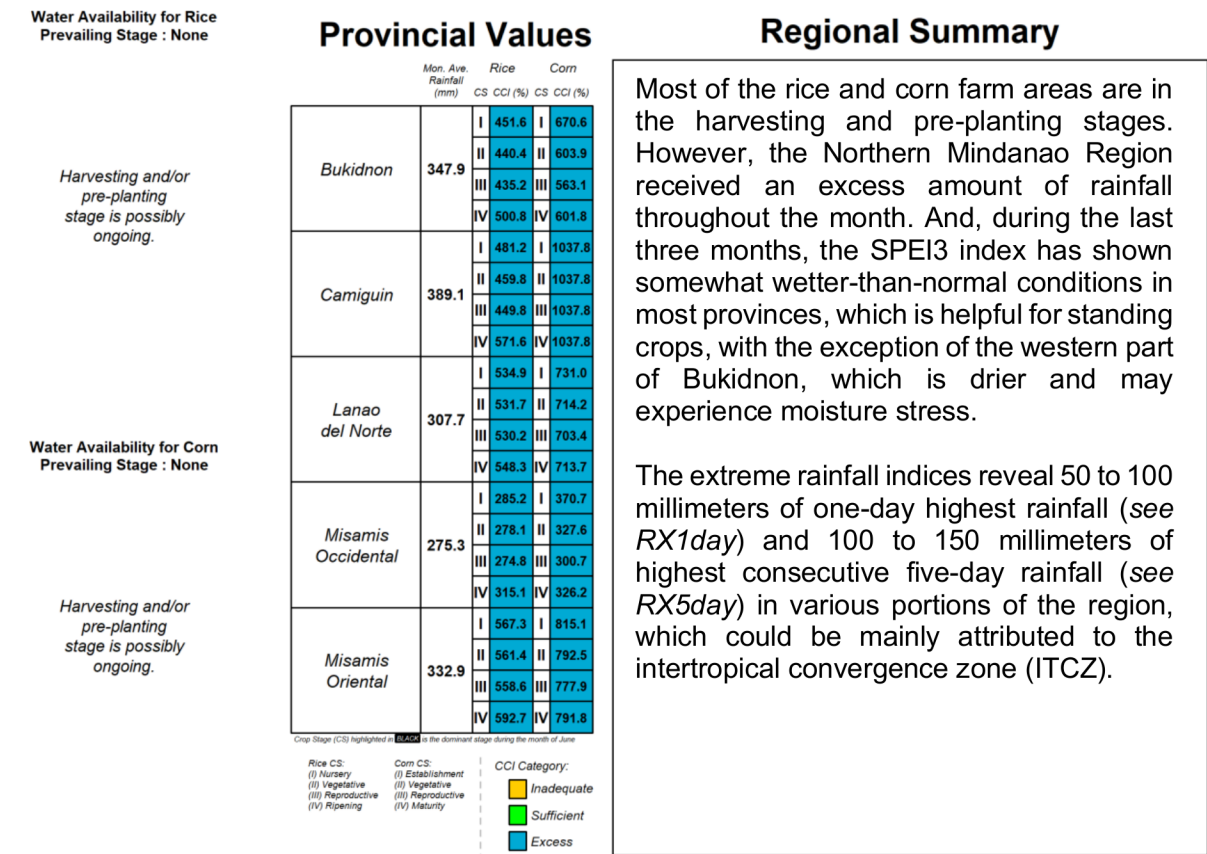 Water Availability for Rice
Prevailing Stage : None
Harvesting and/or
pre-planting
stage is possibly
ongoing.
Water Availability for Corn
Prevailing Stage : None
Harvesting and/or
pre-planting
stage is possibly
ongoing.
Provincial Values
Mon. Ave. Rainfall (mm) Rice Corn
CS CCI (%) CS CCI (%)
Bukidnon 347.9
I 451.6 I 670.6
II 440.4 II 603.9
III 435.2 III 563.1
IV 500.8 IV 601.8
Camiguin 389.1
I 481.2 I 1037.8
II 459.8 II 1037.8
III 449.8 III 1037.8
IV 571.6 IV 1037.8
Lanao
del Norte 307.7
I 534.9 I 731.0
II 531.7 II 714.2
III 530.2 III 703.4
IV 548.3 IV 713.7
Misamis
Occidental 275.3
I 285.2 I 370.7
II 278.1 II 327.6
III 274.8 III 300.7
IV 315.1 IV 326.2
Misamis
Oriental 332.9
I 567.3 I 815.1
II 561.4 II 792.5
III 558.6 III 777.9
IV 592.7 IV 791.8
Crop Stage (CS) highlighted in BLACK is the dominant stage during the month of June
Rice CS:
(I) Nursery
(II) Vegetative
(III) Reproductive
(IV) Ripening
Corn CS:
(I) Establishment
(II) Vegetative
(III) Reproductive
(IV) Maturity
CCI Category:
Inadequate
Sufficient
Excess
Regional Summary
Most of the rice and corn farm areas are in
the harvesting and pre-planting stages.
However, the Northern Mindanao Region
received an excess amount of rainfall
throughout the month. And, during the last
three months, the SPEI3 index has shown
somewhat wetter-than-normal conditions in
most provinces, which is helpful for standing
crops, with the exception of the western part
of Bukidnon, which is drier and may
experience moisture stress.
The extreme rainfall indices reveal 50 to 100
millimeters of one-day highest rainfall (see
RX1day) and 100 to 150 millimeters of
highest consecutive five-day rainfall (see
RX5day) in various portions of the region,
which could be mainly attributed to the
intertropical convergence zone (ITCZ).